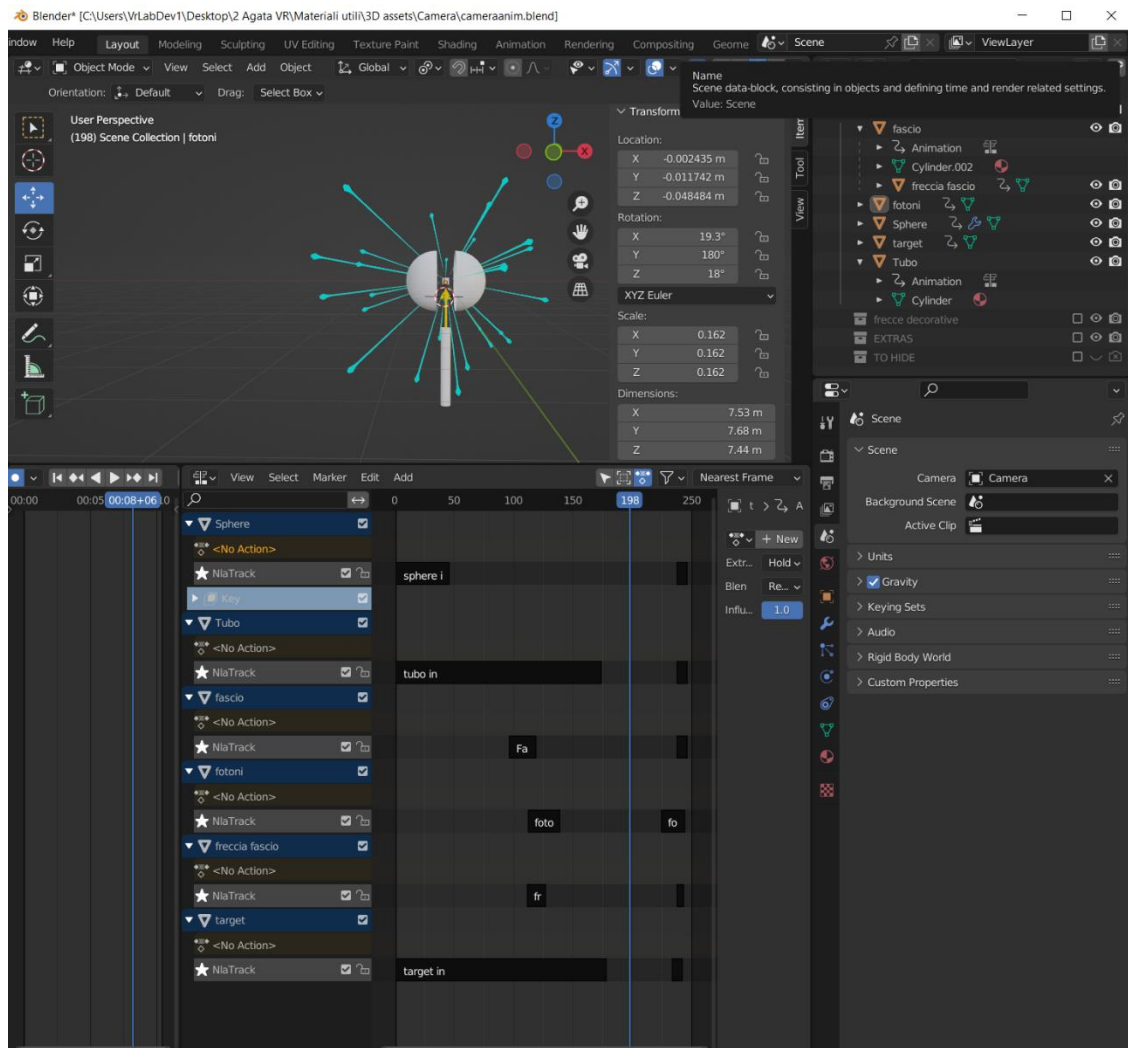 Blender* [C:\Users\VrLabDev1\Desktop\2 Agata VR\Materiali utili\3D assets\Camera\cameraanim.blend]
indow Help Layout Modeling Sculpting UV Editing Texture Paint Shading Animation Rendering Compositing Geome Scene ViewLayer
Object Mode View Select Add Object Global
Orientation: Default Drag: Select Box
Name
Scene data-block, consisting in objects and defining time and render related settings.
Value: Scene
User Perspective
(198) Scene Collection | fotoni
Z
X
Transform
Location:
X -0.002435 m
Y -0.011742 m
Z -0.048484 m
Rotation:
X 19.3°
Y 180°
Z 18°
XYZ Euler
Scale:
X 0.162
Y 0.162
Z 0.162
Dimensions:
X 7.53 m
Y 7.68 m
Z 7.44 m
Item
Tool
View
fascio
Animation
Cylinder.002
freccia fascio
fotoni
Sphere
target
Tubo
Animation
Cylinder
frecce decorative
EXTRAS
TO HIDE
Scene
Scene
Camera Camera
Background Scene
Active Clip
Units
Gravity
Keying Sets
Audio
Rigid Body World
Custom Properties
View Select Marker Edit Add Nearest Frame
00:00 00:05 00:08+06 0
0 50 100 150 198 250
t > A
+ New
Extr... Hold
Blen Re...
Influ... 1.0
Sphere
<No Action>
NlaTrack sphere i
Key
Tubo
<No Action>
NlaTrack tubo in
fascio
<No Action>
NlaTrack Fa
fotoni
<No Action>
NlaTrack foto fo
freccia fascio
<No Action>
NlaTrack fr
target
<No Action>
NlaTrack target in